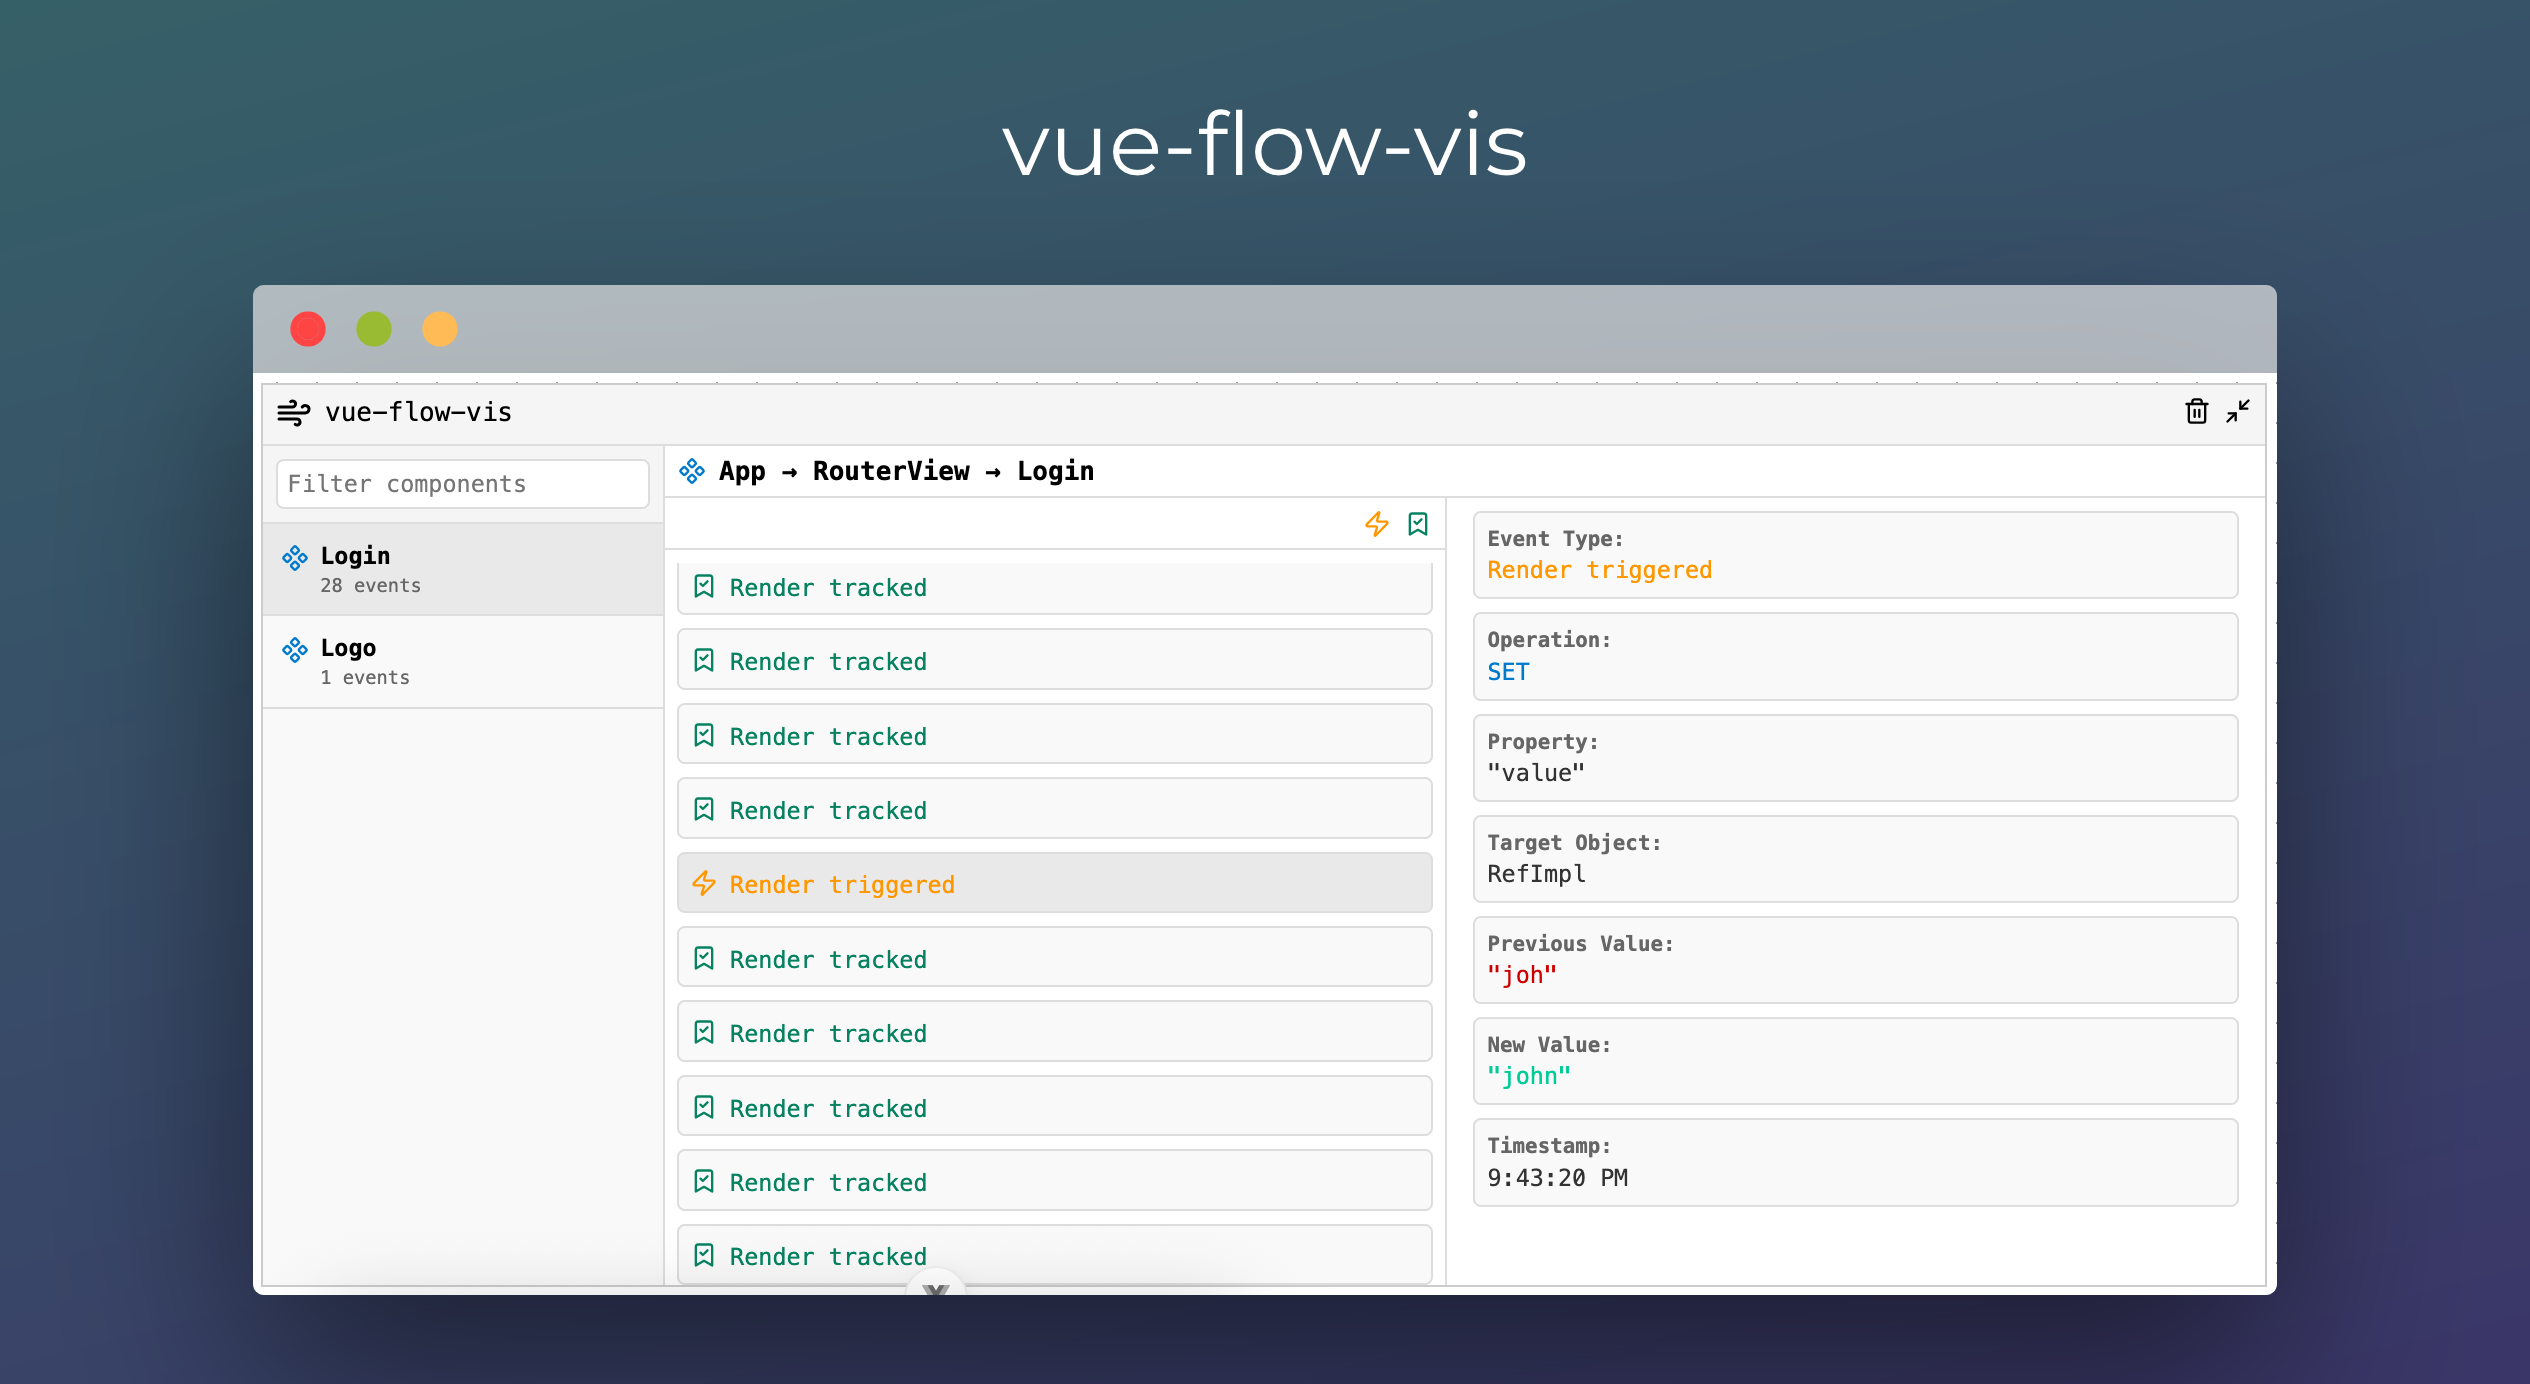 vue-flow-vis
vue-flow-vis
Filter components
Login
28 events
Logo
1 events
App → RouterView → Login
Render tracked
Render tracked
Render tracked
Render tracked
Render triggered
Render tracked
Render tracked
Render tracked
Render tracked
Render tracked
Event Type:
Render triggered
Operation:
SET
Property:
"value"
Target Object:
RefImpl
Previous Value:
"joh"
New Value:
"john"
Timestamp:
9:43:20 PM